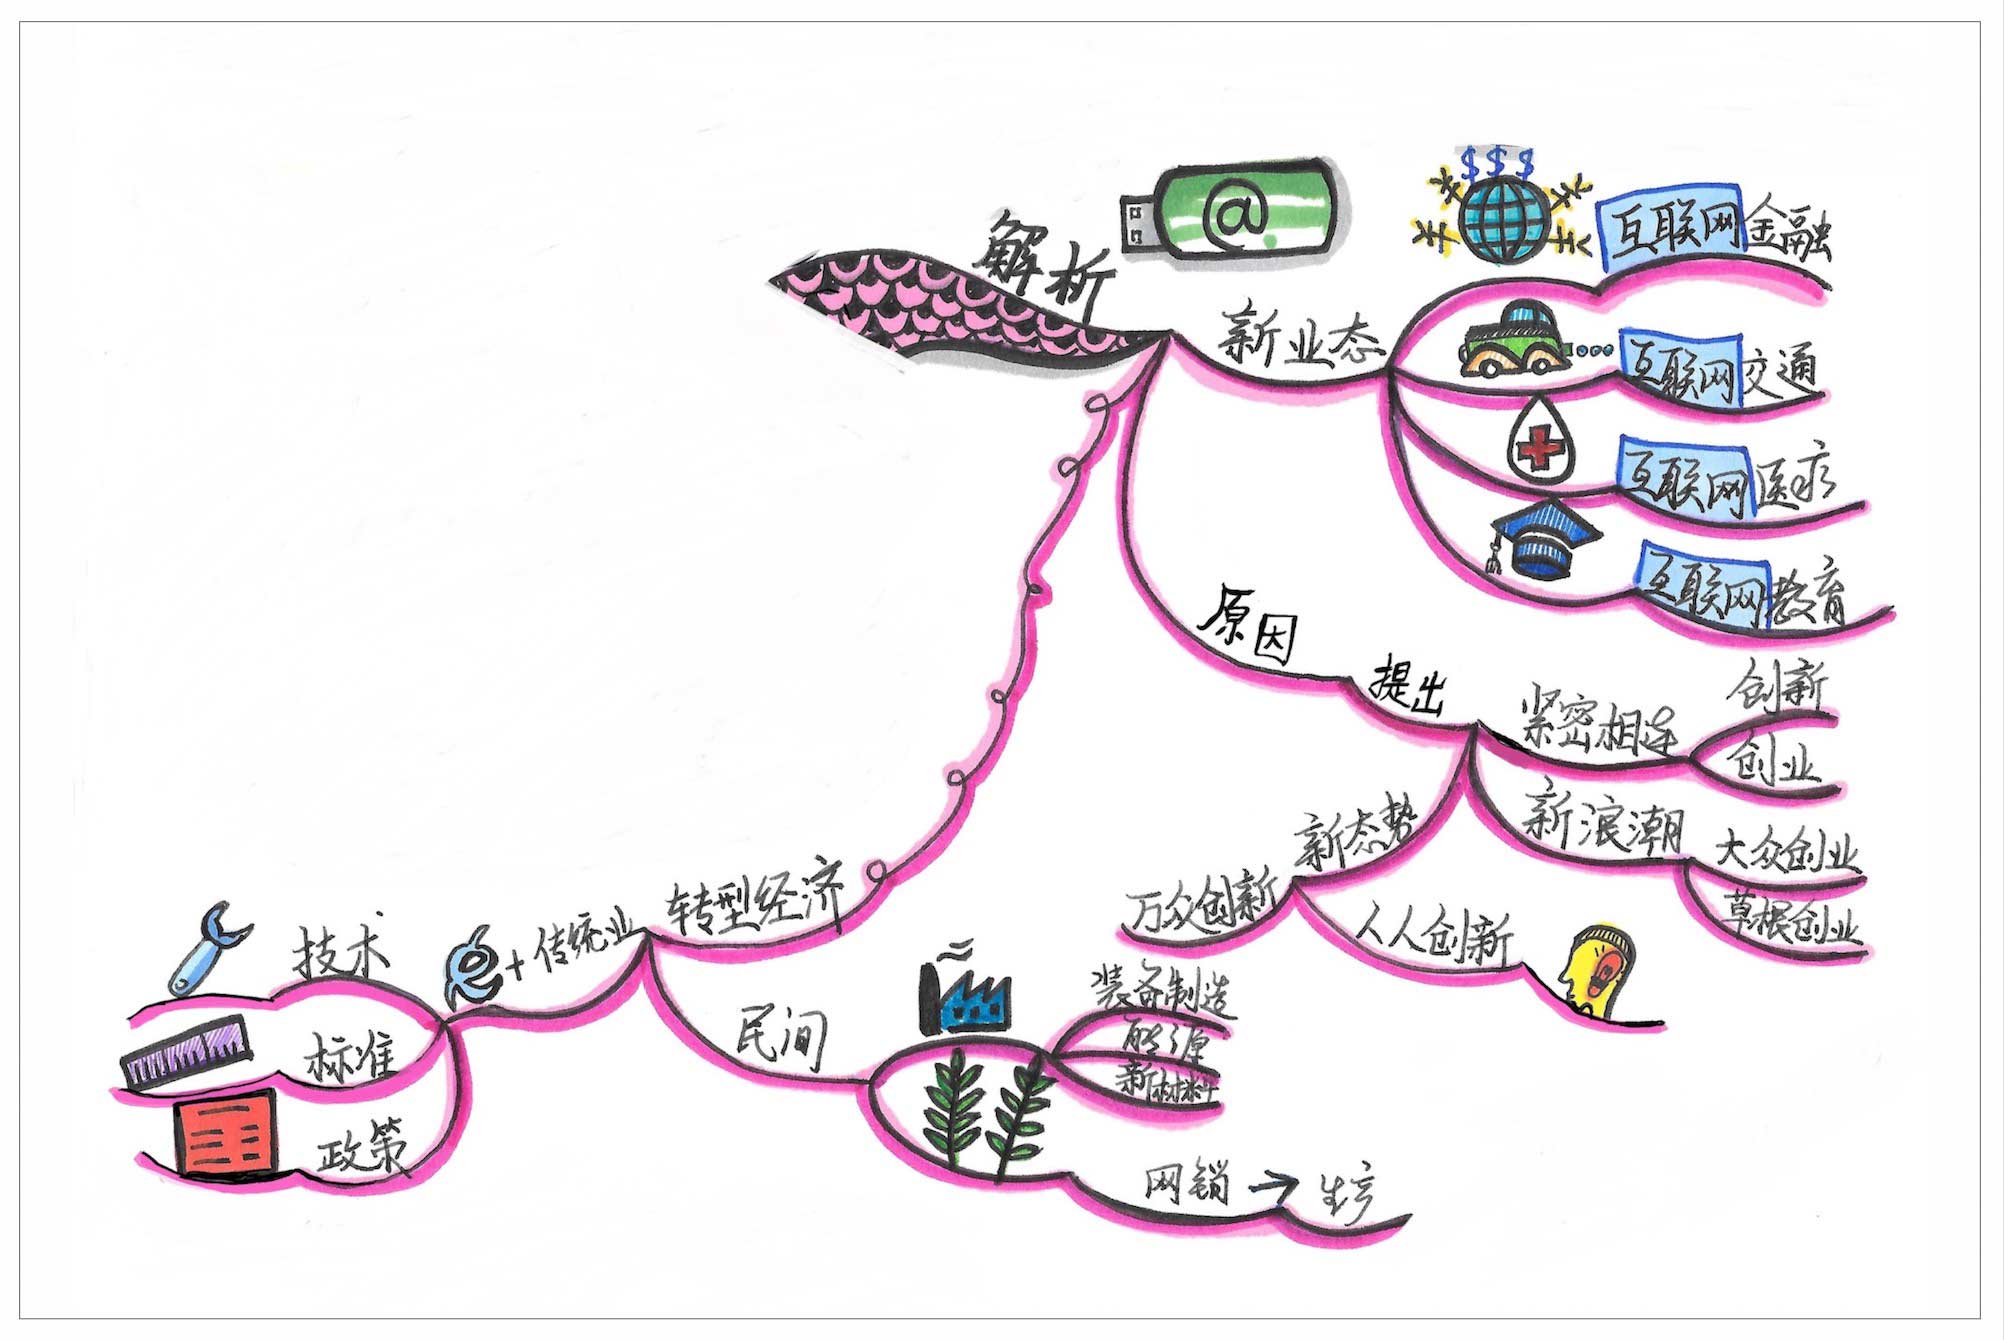 解析
@
$$$
新业态
互联网金融
互联网交通
互联网医疗
互联网教育
原因
提出
紧密相连
创新
创业
新浪潮
大众创业
草根创业
新态势
万众创新
人人创新
转型经济
e+传统业
技术
标准
政策
民间
装备制造
能源
新材料
网销→生产